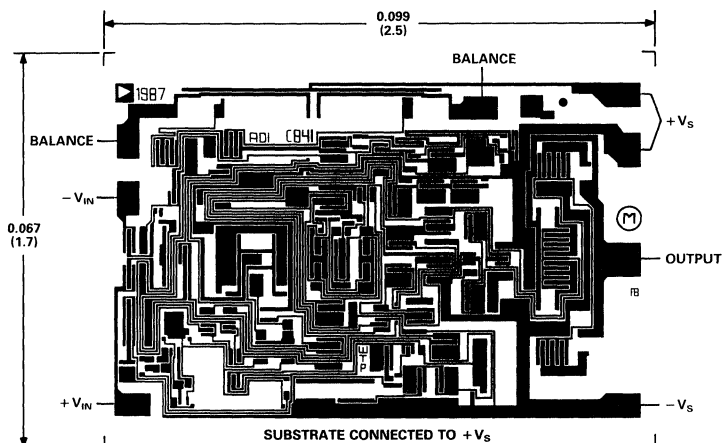 0.099
(2.5)
BALANCE
1987
+VS
ADI C841
BALANCE
-VIN
0.067
(1.7)
M
OUTPUT
+VIN
-VS
SUBSTRATE CONNECTED TO +VS